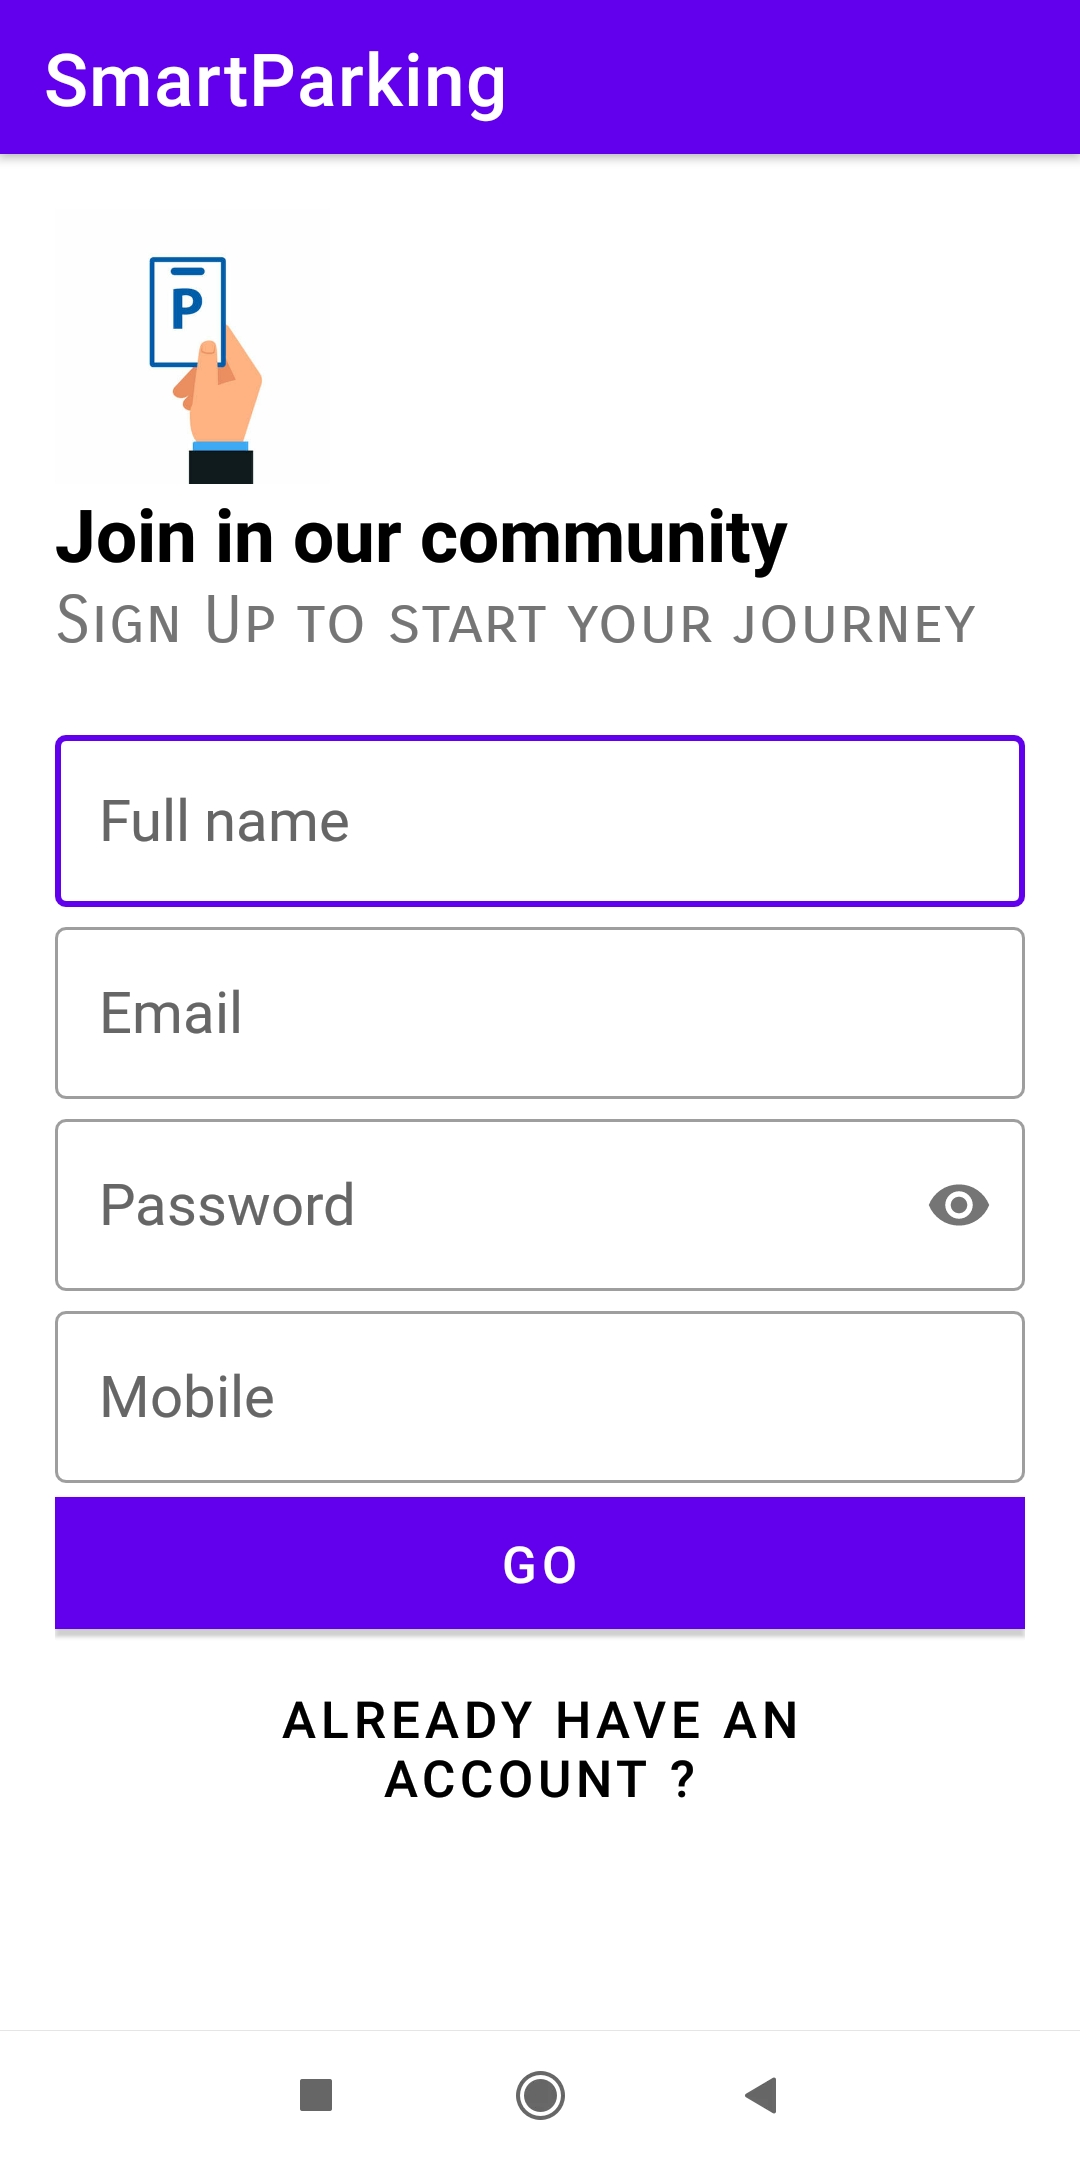 SmartParking
P
Join in our community
Sign Up to start your journey
Full name
Email
Password
Mobile
GO
ALREADY HAVE AN
ACCOUNT ?